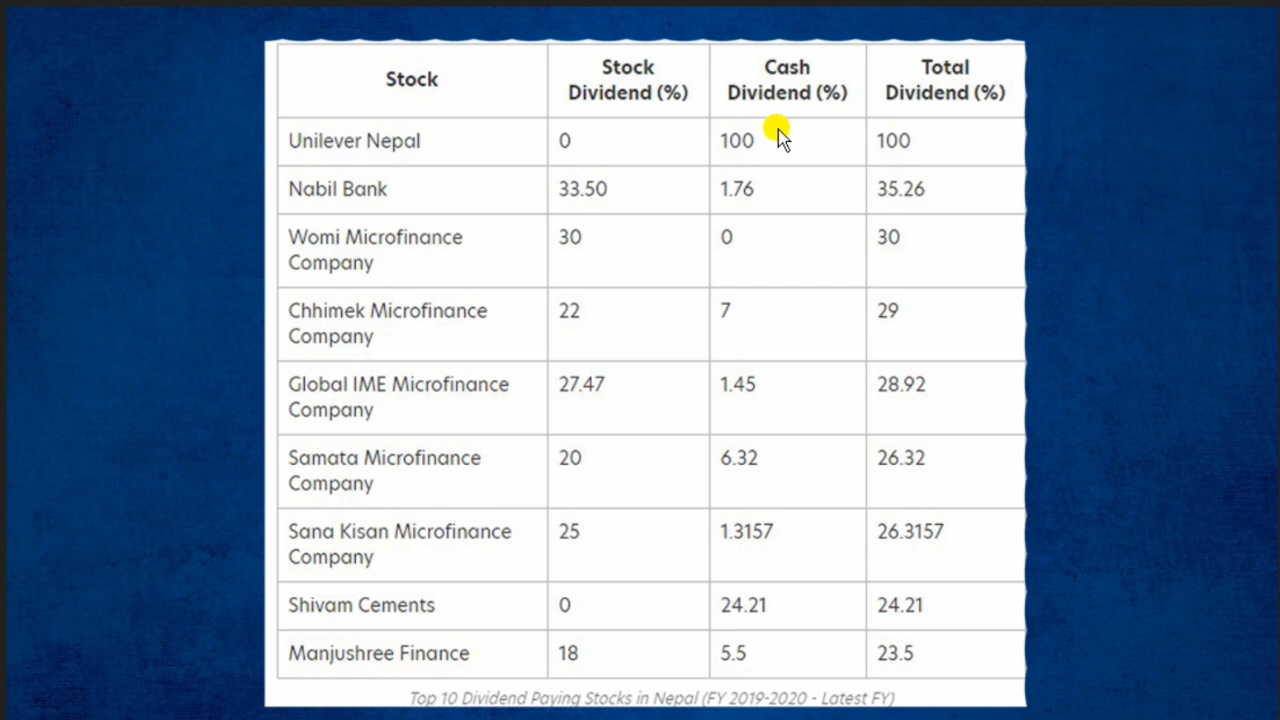 Stock Stock Dividend (%) Cash Dividend (%) Total Dividend (%)
Unilever Nepal 0 100 100
Nabil Bank 33.50 1.76 35.26
Womi Microfinance Company 30 0 30
Chhimek Microfinance Company 22 7 29
Global IME Microfinance Company 27.47 1.45 28.92
Samata Microfinance Company 20 6.32 26.32
Sana Kisan Microfinance Company 25 1.3157 26.3157
Shivam Cements 0 24.21 24.21
Manjushree Finance 18 5.5 23.5
Top 10 Dividend Paying Stocks in Nepal (FY 2019-2020 - Latest FY)